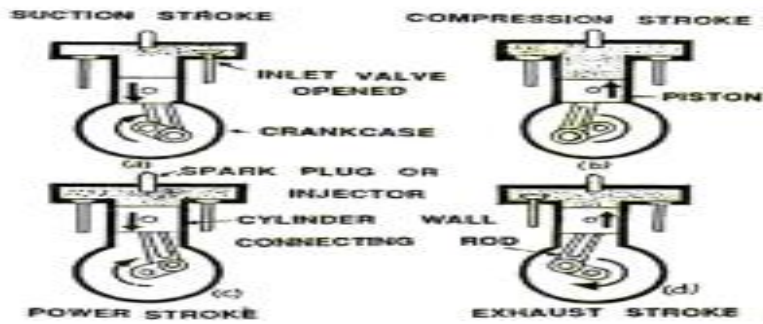 SUCTION STROKE
COMPRESSION STROKE
INLET VALVE
OPENED
PISTON
CRANKCASE
(a)
(b)
SPARK PLUG OR
INJECTOR
CYLINDER WALL
CONNECTING ROD
(c)
(d)
POWER STROKE
EXHAUST STROKE